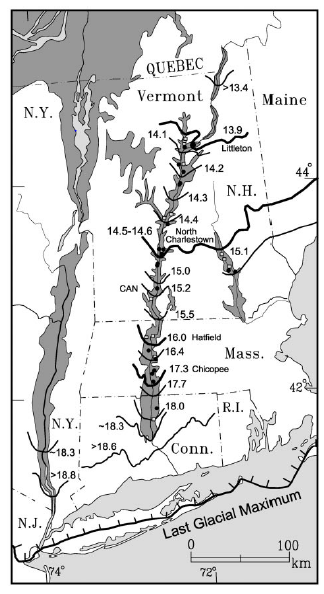 QUEBEC
N.Y.
Vermont
>13.4
Maine
14.1
13.9
Littleton
14.2
44°
14.3
N.H.
14.4
14.5-14.6
North
Charlestown
15.1
15.0
CAN
15.2
15.5
16.0 Hatfield
16.4
Mass.
17.3 Chicopee
17.7
42°
18.0
R.I.
N.Y.
~18.3
18.3
>18.6
Conn.
>18.8
N.J.
Last Glacial Maximum
0 100
km
74° 72°